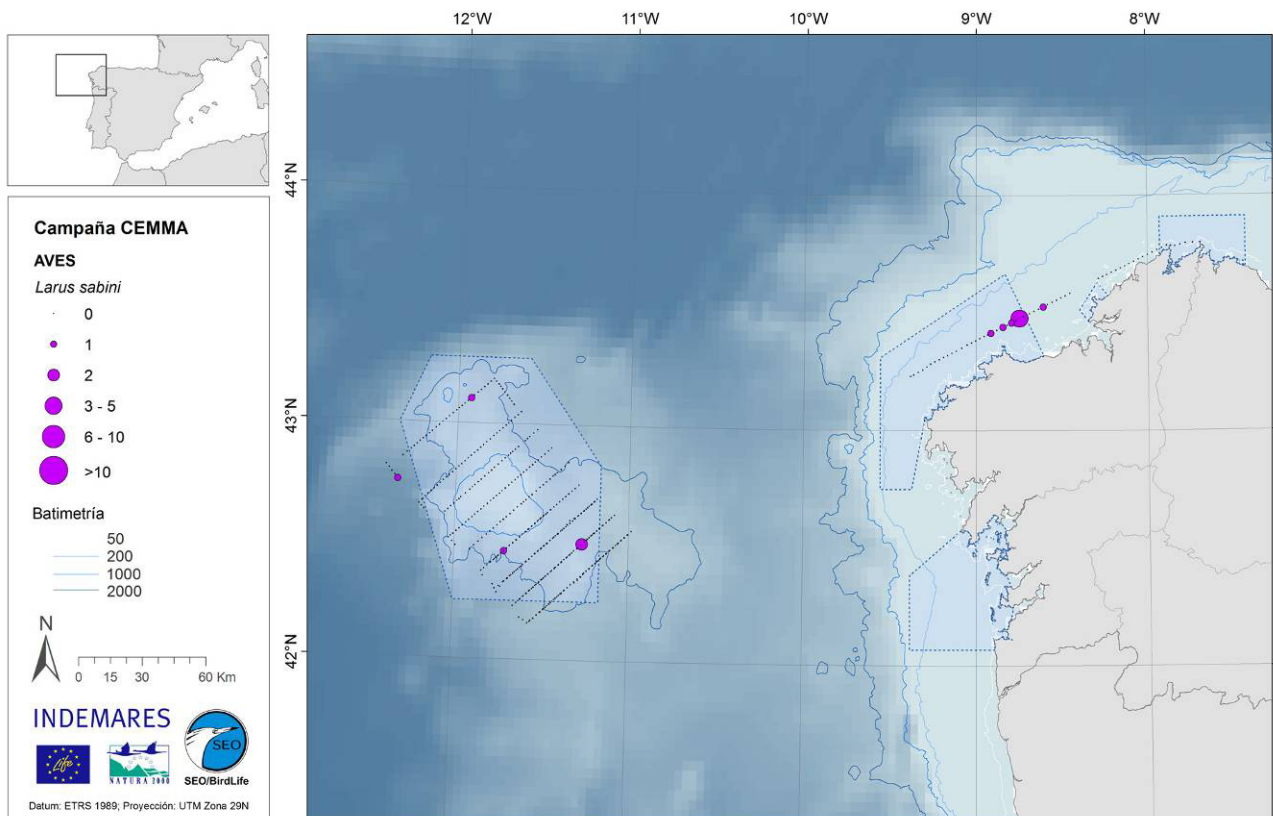 12°W 11°W 10°W 9°W 8°W
44°N
43°N
42°N
Campaña CEMMA
AVES
Larus sabini
0
1
2
3 - 5
6 - 10
>10
Batimetría
50
200
1000
2000
N
0 15 30 60 Km
INDEMARES
Life
NATURA 2000
SEO
SEO/BirdLife
Datum: ETRS 1989; Proyección: UTM Zona 29N